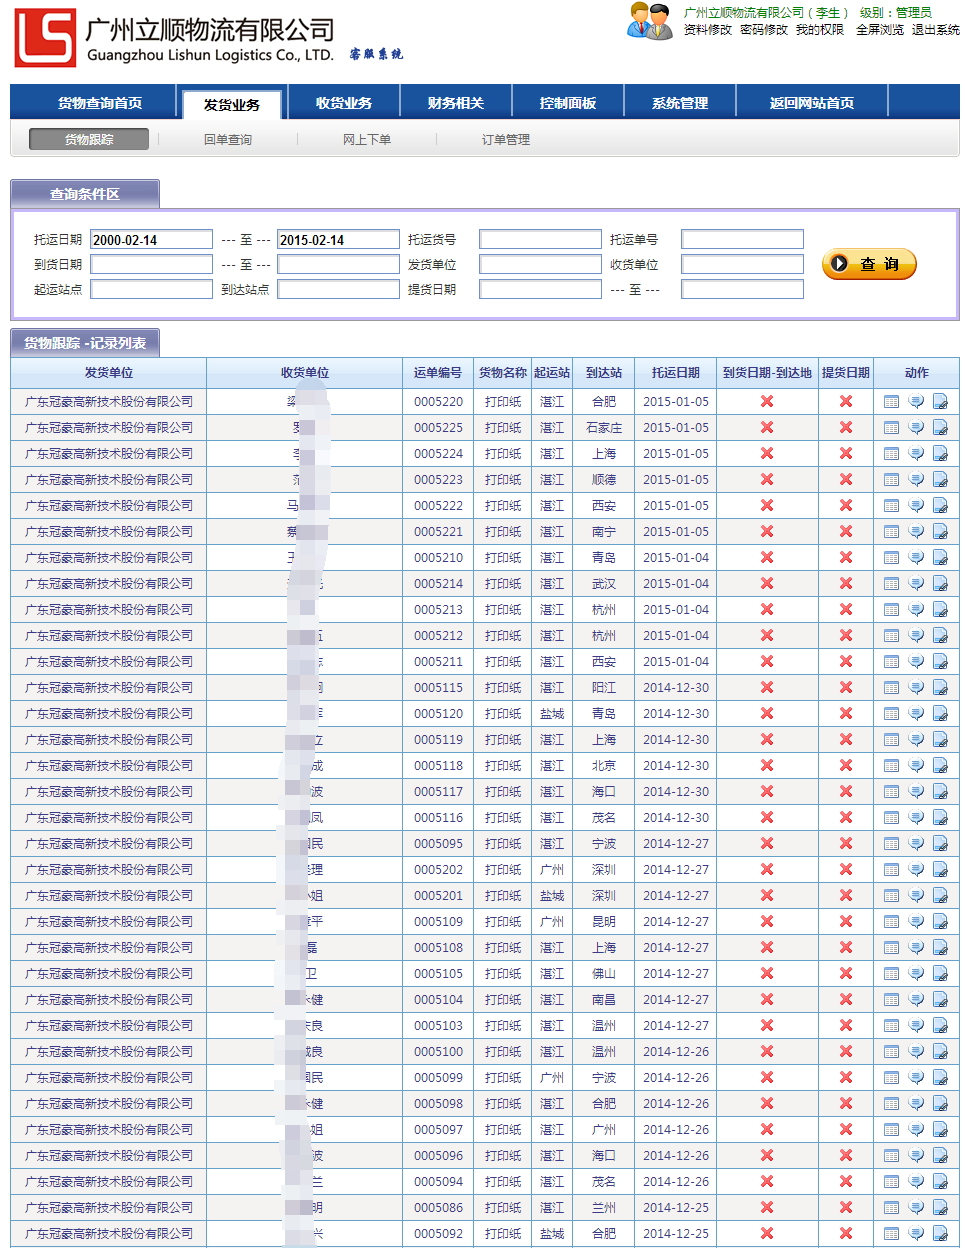 LS
广州立顺物流有限公司
Guangzhou Lishun Logistics Co., LTD.
客服系统
广州立顺物流有限公司（李生） 级别：管理员
资料修改 密码修改 我的权限 全屏浏览 退出系统
货物查询首页 发货业务 收货业务 财务相关 控制面板 系统管理 返回网站首页
货物跟踪 回单查询 网上下单 订单管理
查询条件区
托运日期 2000-02-14 --- 至 --- 2015-02-14 托运货号 托运单号
到货日期 --- 至 --- 发货单位 收货单位
查 询
起运站点 到达站点 提货日期 --- 至 ---
货物跟踪 -记录列表
发货单位 收货单位 运单编号 货物名称 起运站 到达站 托运日期 到货日期-到达地 提货日期 动作
广东冠豪高新技术股份有限公司 0005220 打印纸 湛江 合肥 2015-01-05
广东冠豪高新技术股份有限公司 0005225 打印纸 湛江 石家庄 2015-01-05
广东冠豪高新技术股份有限公司 李 0005224 打印纸 湛江 上海 2015-01-05
广东冠豪高新技术股份有限公司 范 0005223 打印纸 湛江 顺德 2015-01-05
广东冠豪高新技术股份有限公司 马 0005222 打印纸 湛江 西安 2015-01-05
广东冠豪高新技术股份有限公司 蔡 0005221 打印纸 湛江 南宁 2015-01-05
广东冠豪高新技术股份有限公司 王 0005210 打印纸 湛江 青岛 2015-01-04
广东冠豪高新技术股份有限公司 0005214 打印纸 湛江 武汉 2015-01-04
广东冠豪高新技术股份有限公司 0005213 打印纸 湛江 杭州 2015-01-04
广东冠豪高新技术股份有限公司 0005212 打印纸 湛江 杭州 2015-01-04
广东冠豪高新技术股份有限公司 0005211 打印纸 湛江 西安 2015-01-04
广东冠豪高新技术股份有限公司 0005115 打印纸 湛江 阳江 2014-12-30
广东冠豪高新技术股份有限公司 0005120 打印纸 盐城 青岛 2014-12-30
广东冠豪高新技术股份有限公司 立 0005119 打印纸 湛江 上海 2014-12-30
广东冠豪高新技术股份有限公司 成 0005118 打印纸 湛江 北京 2014-12-30
广东冠豪高新技术股份有限公司 波 0005117 打印纸 湛江 海口 2014-12-30
广东冠豪高新技术股份有限公司 凤 0005116 打印纸 湛江 茂名 2014-12-30
广东冠豪高新技术股份有限公司 民 0005095 打印纸 湛江 宁波 2014-12-27
广东冠豪高新技术股份有限公司 理 0005202 打印纸 广州 深圳 2014-12-27
广东冠豪高新技术股份有限公司 姐 0005201 打印纸 盐城 深圳 2014-12-27
广东冠豪高新技术股份有限公司 平 0005109 打印纸 广州 昆明 2014-12-27
广东冠豪高新技术股份有限公司 磊 0005108 打印纸 湛江 上海 2014-12-27
广东冠豪高新技术股份有限公司 卫 0005105 打印纸 湛江 佛山 2014-12-27
广东冠豪高新技术股份有限公司 健 0005104 打印纸 湛江 南昌 2014-12-27
广东冠豪高新技术股份有限公司 良 0005103 打印纸 湛江 温州 2014-12-27
广东冠豪高新技术股份有限公司 良 0005100 打印纸 湛江 温州 2014-12-26
广东冠豪高新技术股份有限公司 民 0005099 打印纸 广州 宁波 2014-12-26
广东冠豪高新技术股份有限公司 健 0005098 打印纸 湛江 合肥 2014-12-26
广东冠豪高新技术股份有限公司 姐 0005097 打印纸 湛江 广州 2014-12-26
广东冠豪高新技术股份有限公司 波 0005096 打印纸 湛江 海口 2014-12-26
广东冠豪高新技术股份有限公司 兰 0005094 打印纸 湛江 茂名 2014-12-26
广东冠豪高新技术股份有限公司 明 0005086 打印纸 湛江 兰州 2014-12-25
广东冠豪高新技术股份有限公司 兴 0005092 打印纸 盐城 合肥 2014-12-25